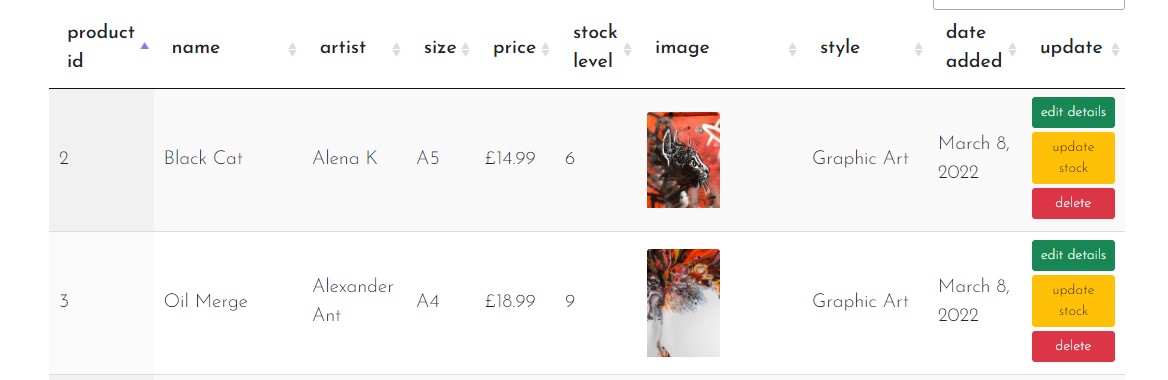 product id name artist size price stock level image style date added update
2 Black Cat Alena K A5 £14.99 6 Graphic Art March 8, 2022 edit details
update stock
delete
3 Oil Merge Alexander Ant A4 £18.99 9 Graphic Art March 8, 2022 edit details
update stock
delete